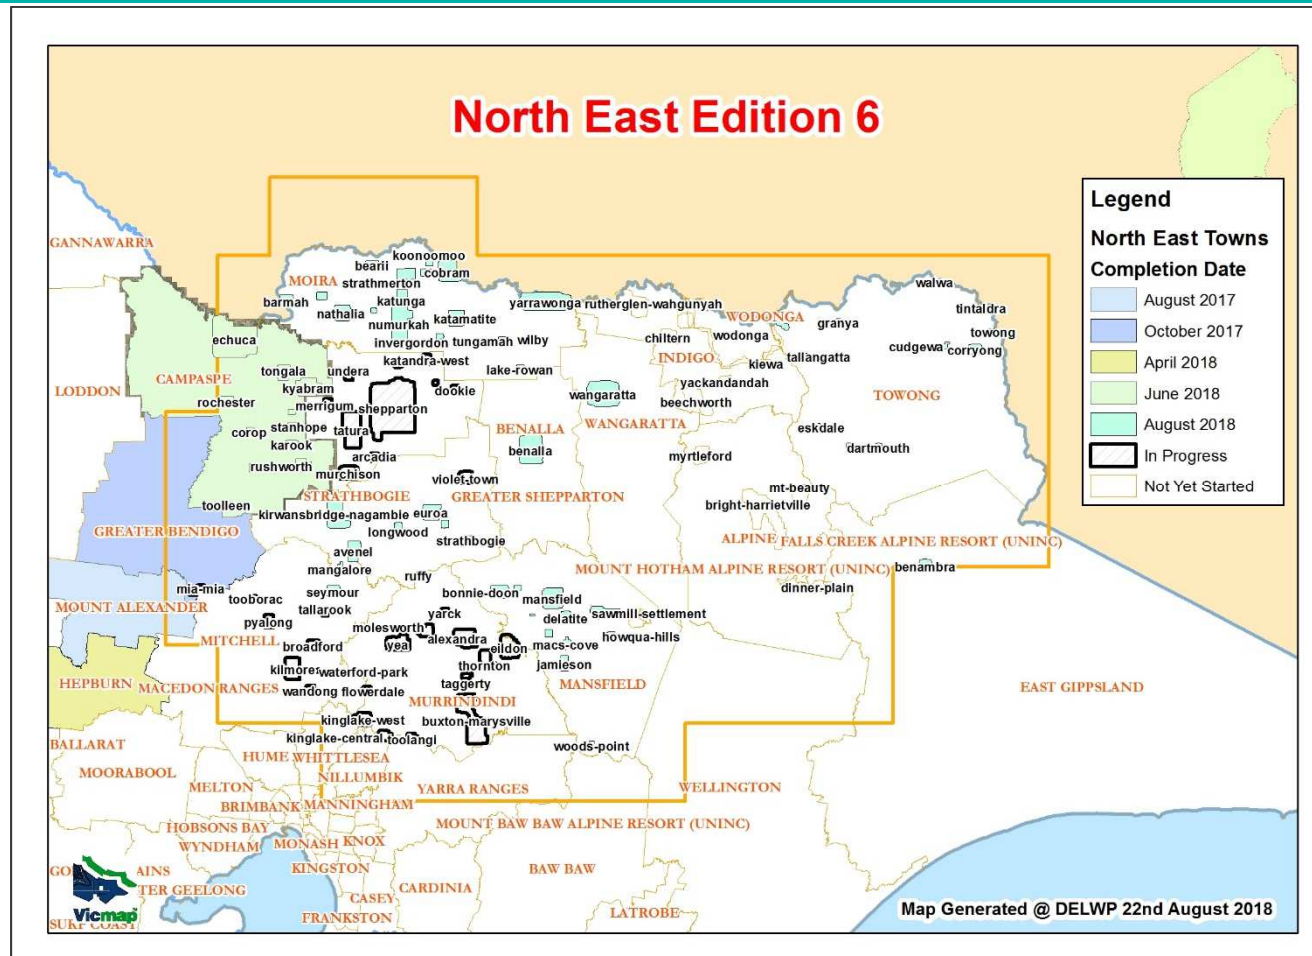 North East Edition 6
Legend
North East Towns
Completion Date
August 2017
October 2017
April 2018
June 2018
August 2018
In Progress
Not Yet Started
GANNAWARRA
koonoomoo
bearii
cobram
MOIRA
strathmerton
walwa
barmah
katunga
yarrawonga
rutherglen-wahgunyah
tintaldra
nathalia
katamatite
WODONGA
numurkah
granya
towong
echuca
invergordon
tungamah
wilby
chiltern
wodonga
cudgewa
corryong
katandra-west
INDIGO
tallangatta
kiewa
tongala
undera
lake-rowan
CAMPASPE
kyabram
dookie
yackandandah
LODDON
wangaratta
TOWONG
rochester
merrigum
shepparton
beechworth
corop
stanhope
tatura
BENALLA
WANGARATTA
eskdale
karook
benalla
dartmouth
arcadia
myrtleford
rushworth
murchison
violet-town
mt-beauty
STRATHBOGIE
GREATER SHEPPARTON
toolleen
bright-harrietville
kirwansbridge-nagambie
euroa
GREATER BENDIGO
longwood
ALPINE
FALLS CREEK ALPINE RESORT (UNINC)
strathbogie
avenel
mangalore
ruffy
MOUNT HOTHAM ALPINE RESORT (UNINC)
benambra
mia-mia
seymour
bonnie-doon
dinner-plain
tooborac
mansfield
MOUNT ALEXANDER
tallarook
yarck
delatite
sawmill-settlement
pyalong
molesworth
MITCHELL
broadford
yea
alexandra
eildon
macs-cove
howqua-hills
kilmore
waterford-park
thornton
jamieson
HEPBURN
MACEDON RANGES
wandong
flowerdale
taggerty
MANSFIELD
EAST GIPPSLAND
MURRINDINDI
kinglake-west
buxton-marysville
kinglake-central
toolangi
woods-point
BALLARAT
HUME
WHITTLESEA
MOORABOOL
NILLUMBIK
MELTON
YARRA RANGES
WELLINGTON
BRIMBANK
MANNINGHAM
HOBSONS BAY
MOUNT BAW BAW ALPINE RESORT (UNINC)
WYNDHAM
MONASH
KNOX
KINGSTON
BAW BAW
GO
AINS
TER GEELONG
CARDINIA
CASEY
Vicmap
FRANKSTON
LATROBE
SURF COAST
Map Generated @ DELWP 22nd August 2018